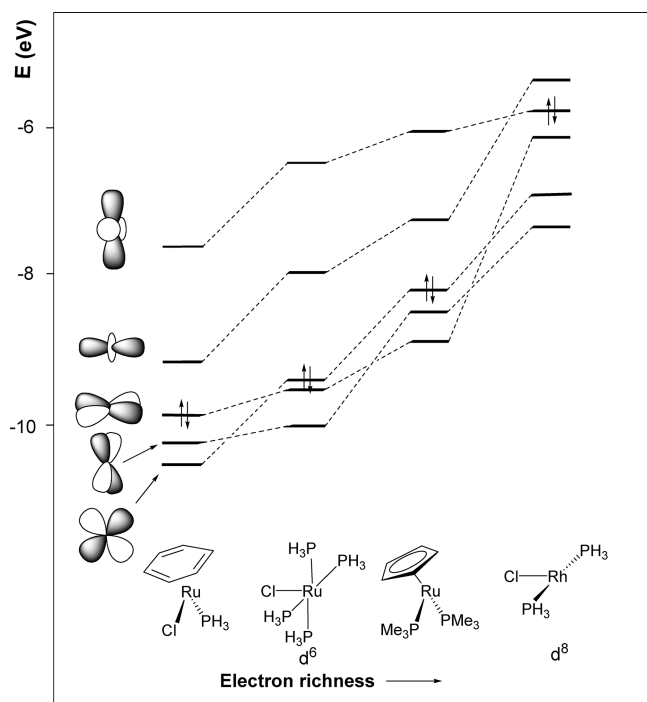 E (eV)
-6
-8
-10
Ru
Cl
PH3
H3P
PH3
Cl
Ru
H3P
H3P
d6
Ru
Me3P
PMe3
PH3
Cl
Rh
PH3
d8
Electron richness